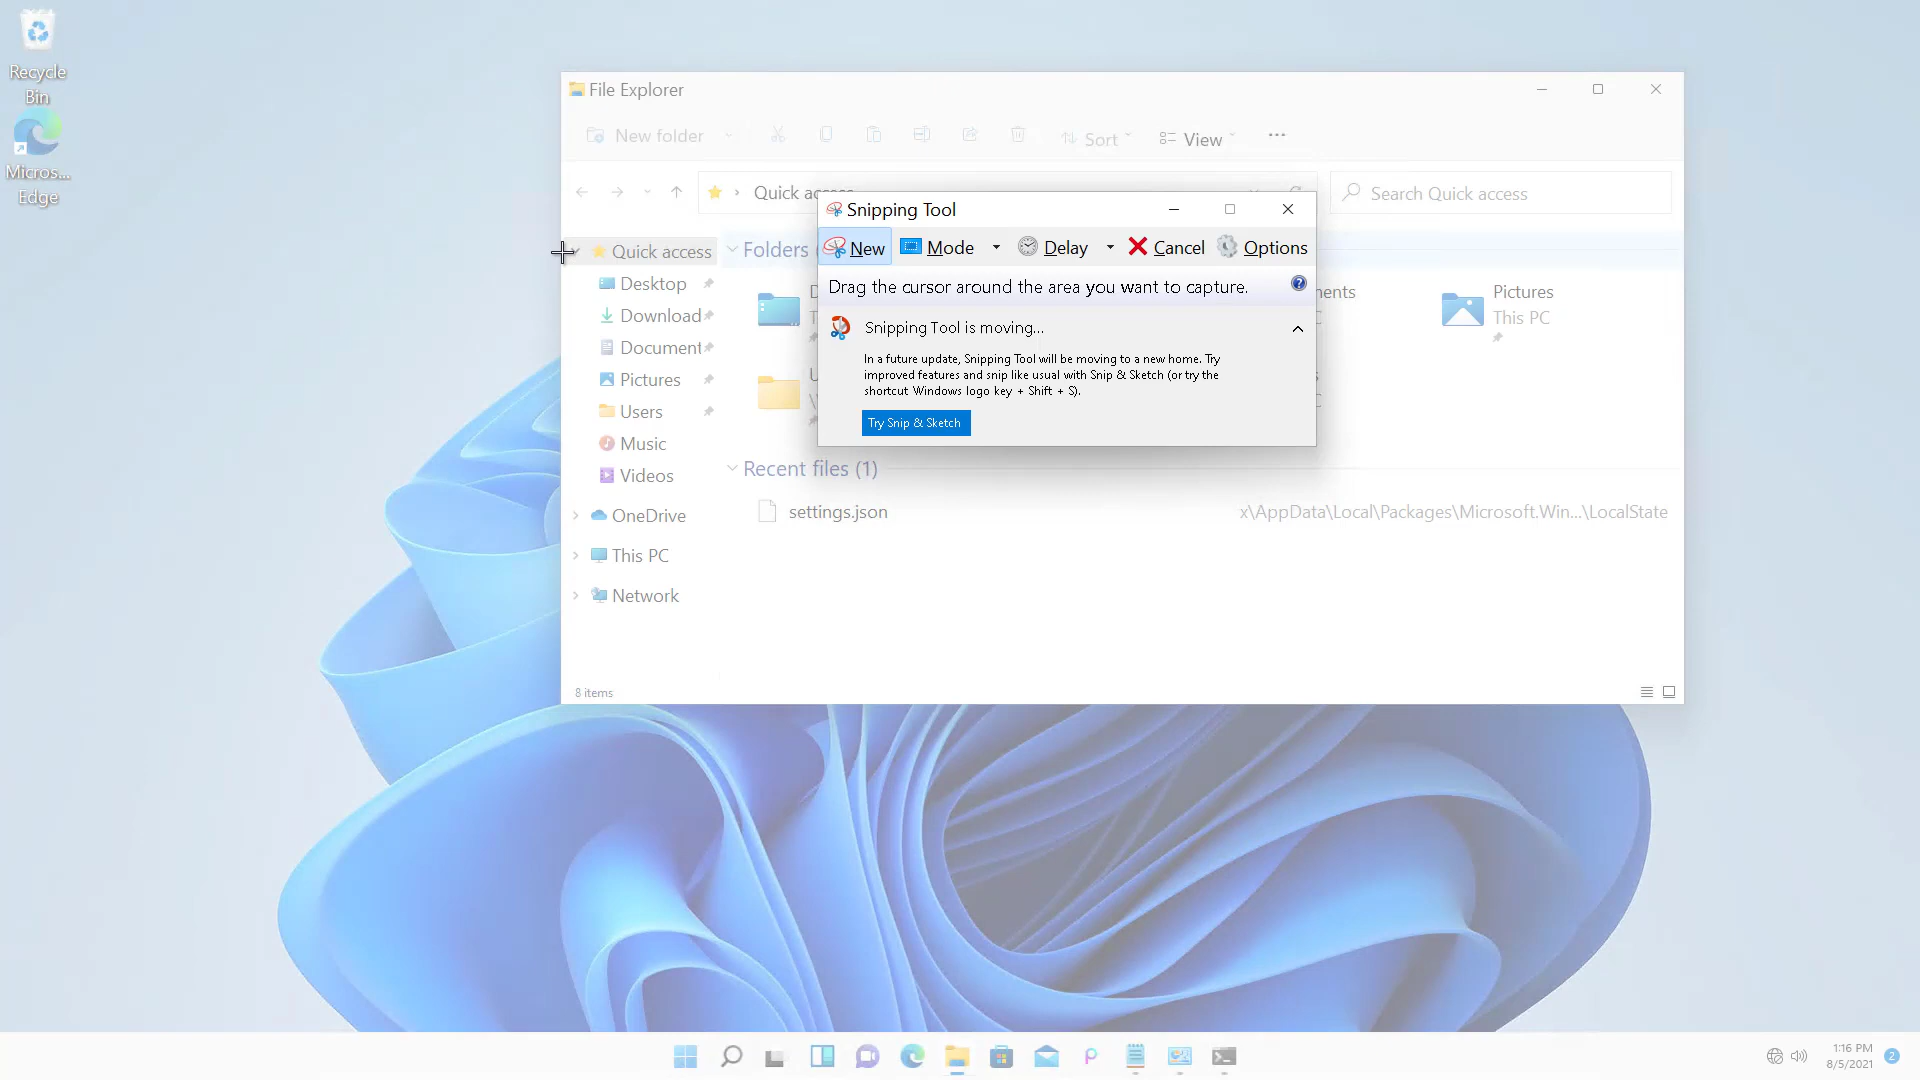 Recycle
Bin
Micros...
Edge
File Explorer
New folder
Sort
View
Quick access
Search Quick access
Snipping Tool
New Mode Delay Cancel Options
Drag the cursor around the area you want to capture.
Snipping Tool is moving...
In a future update, Snipping Tool will be moving to a new home. Try
improved features and snip like usual with Snip & Sketch (or try the
shortcut Windows logo key + Shift + S).
Try Snip & Sketch
Quick access
Desktop
Download
Document
Pictures
Users
Music
Videos
OneDrive
This PC
Network
Folders
Pictures
This PC
Recent files (1)
settings.json
x\AppData\Local\Packages\Microsoft.Win...\LocalState
8 items
1:16 PM
8/5/2021
2